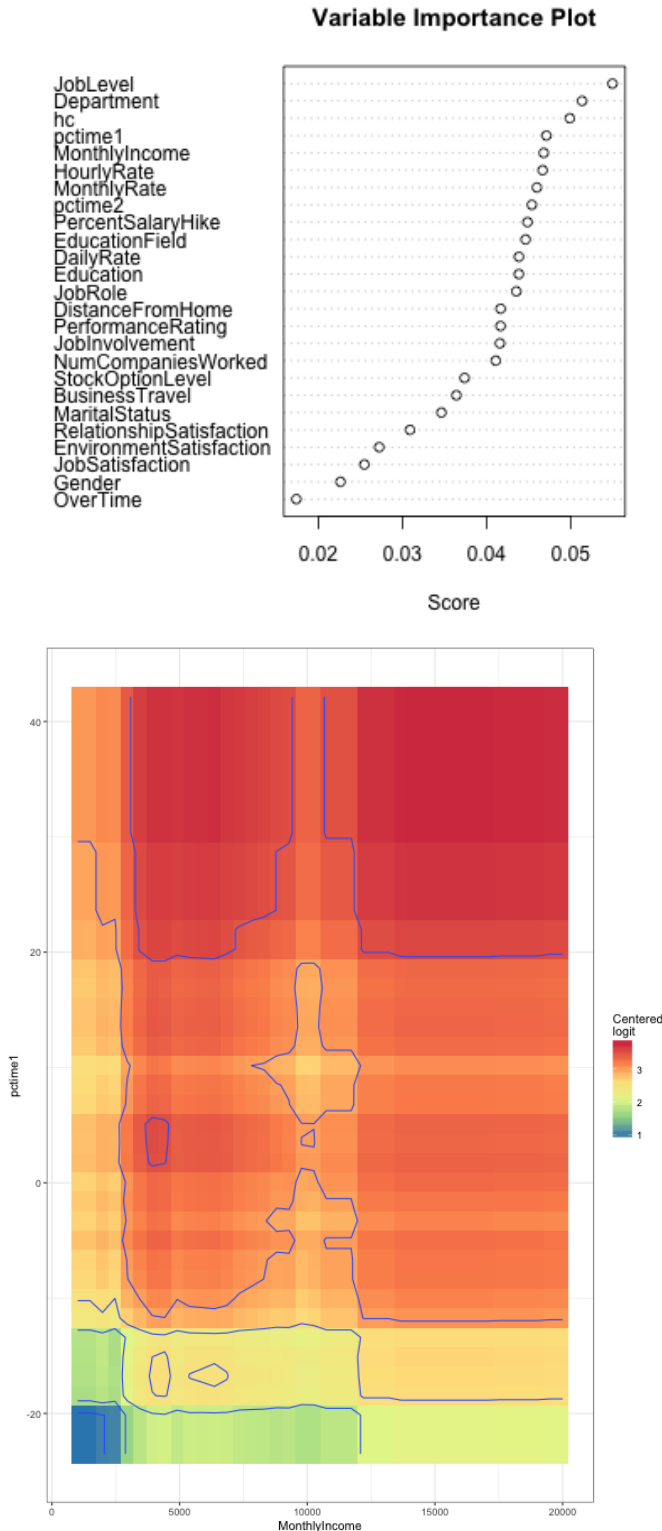 Variable Importance Plot
JobLevel
Department
hc
pctime1
MonthlyIncome
HourlyRate
MonthlyRate
pctime2
PercentSalaryHike
EducationField
DailyRate
Education
JobRole
DistanceFromHome
PerformanceRating
JobInvolvement
NumCompaniesWorked
StockOptionLevel
BusinessTravel
MaritalStatus
RelationshipSatisfaction
EnvironmentSatisfaction
JobSatisfaction
Gender
OverTime
0.02 0.03 0.04 0.05
Score
40
20
0
-20
pctime1
0 5000 10000 15000 20000
MonthlyIncome
Centered
logit
3
2
1